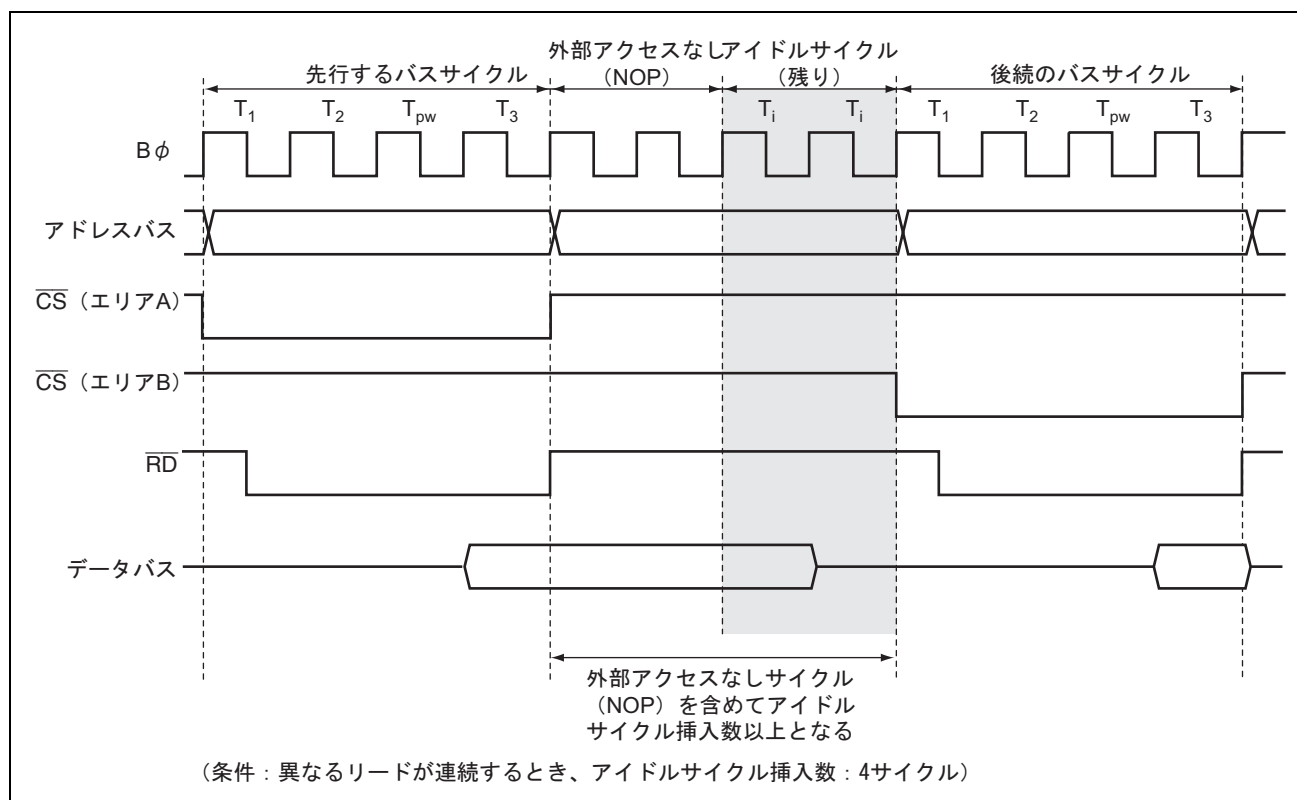 外部アクセスなし アイドルサイクル
先行するバスサイクル (NOP) (残り) 後続のバスサイクル
T1 T2 Tpw T3 Ti Ti T1 T2 Tpw T3
Bφ
アドレスバス
CS（エリアA）
CS（エリアB）
RD
データバス
外部アクセスなしサイクル
（NOP）を含めてアイドル
サイクル挿入数以上となる
（条件：異なるリードが連続するとき、アイドルサイクル挿入数：4サイクル）